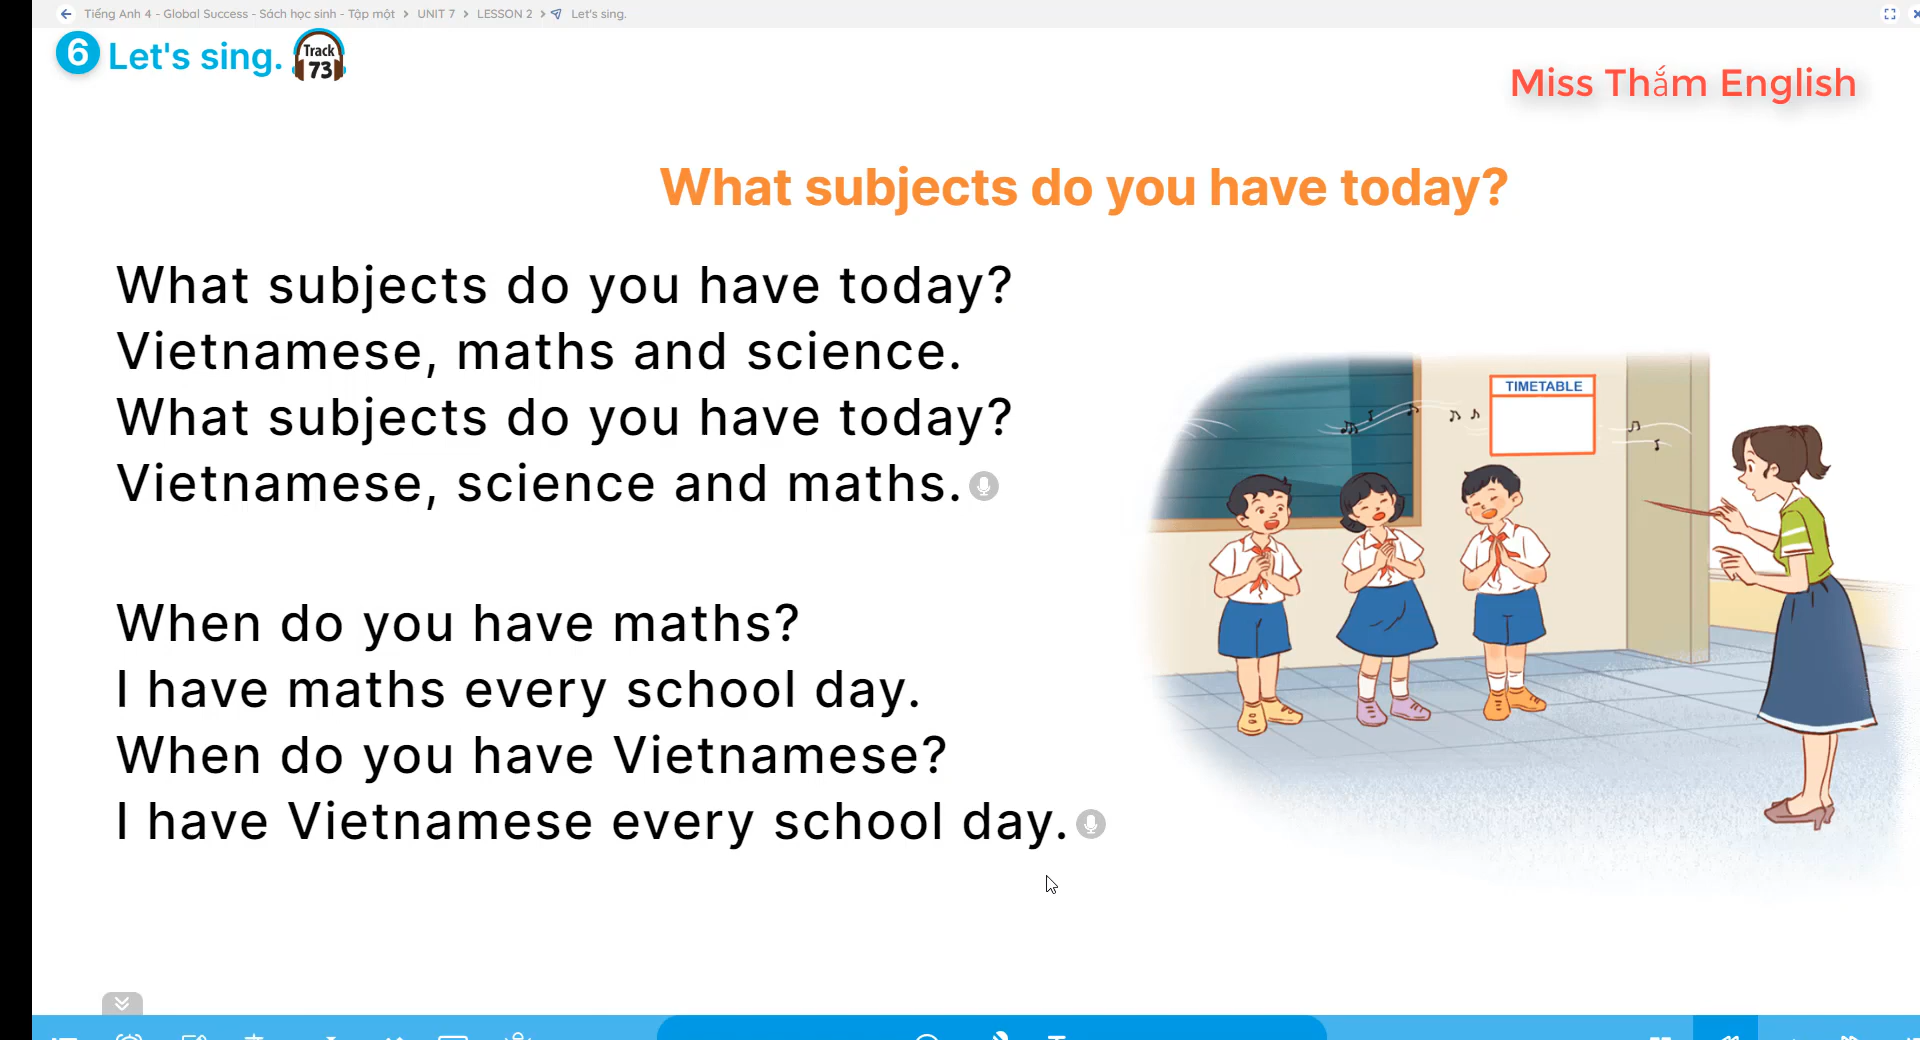 Tiếng Anh 4 - Global Success - Sách học sinh - Tập một > UNIT 7 > LESSON 2 > Let's sing.
6 Let's sing. Track 73
Miss Thắm English
What subjects do you have today?
What subjects do you have today?
Vietnamese, maths and science.
What subjects do you have today?
Vietnamese, science and maths.
When do you have maths?
I have maths every school day.
When do you have Vietnamese?
I have Vietnamese every school day.
TIMETABLE